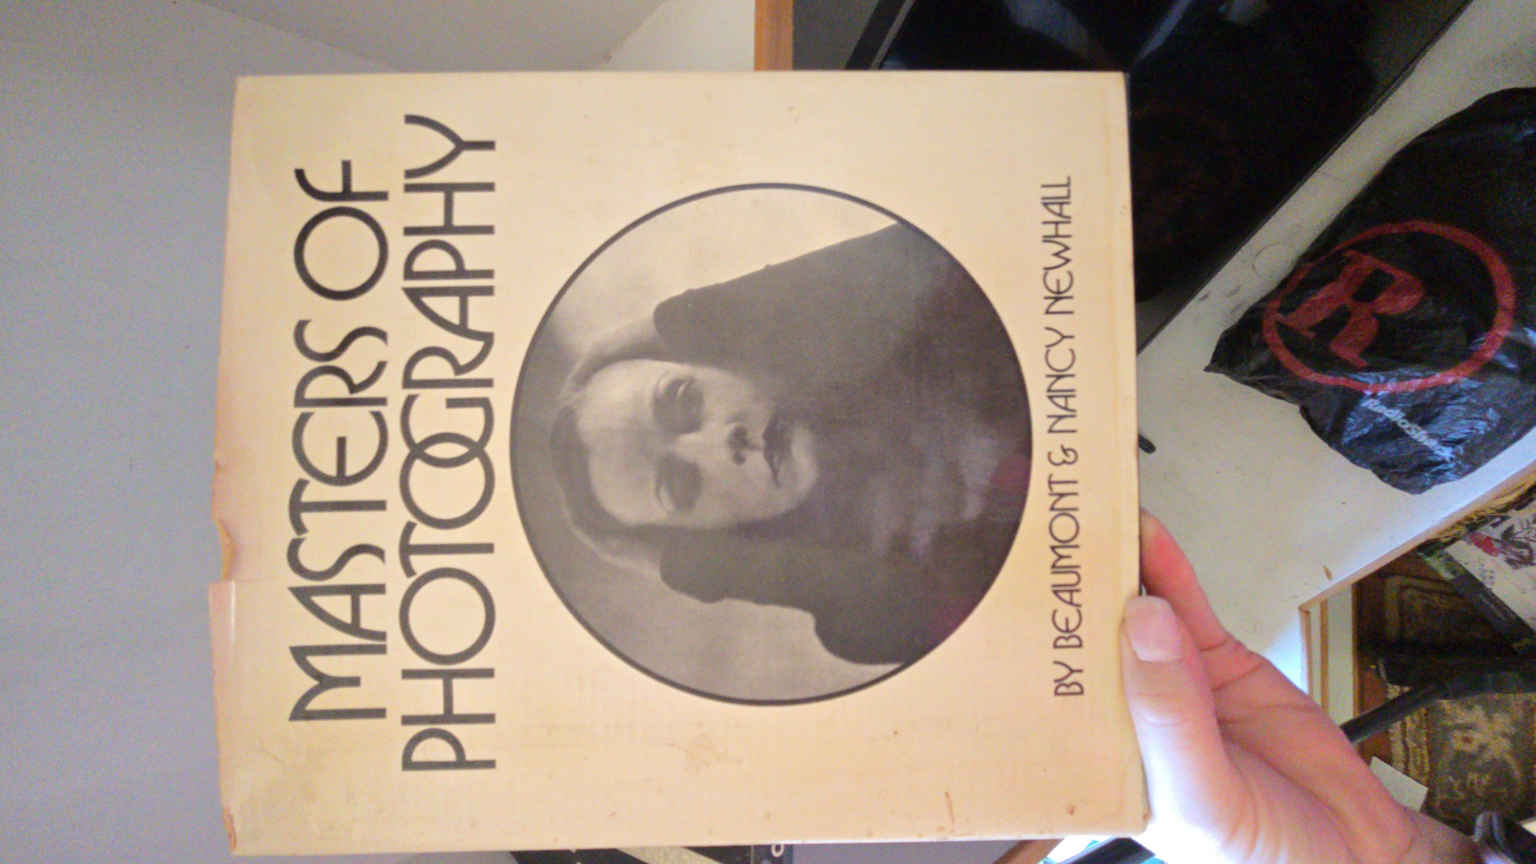 MASTERS OF
PHOTOGRAPHY
BY BEAUMONT & NANCY NEWHALL
R